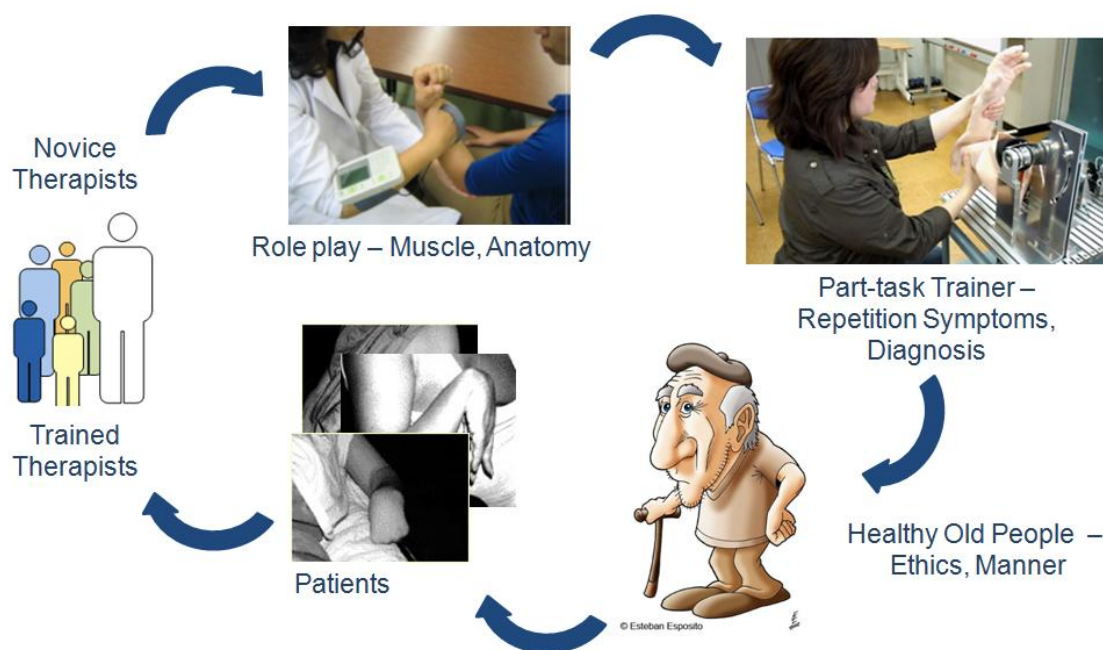 Novice
Therapists
Role play – Muscle, Anatomy
Part-task Trainer –
Repetition Symptoms,
Diagnosis
Healthy Old People –
Ethics, Manner
© Esteban Esposito
Patients
Trained
Therapists